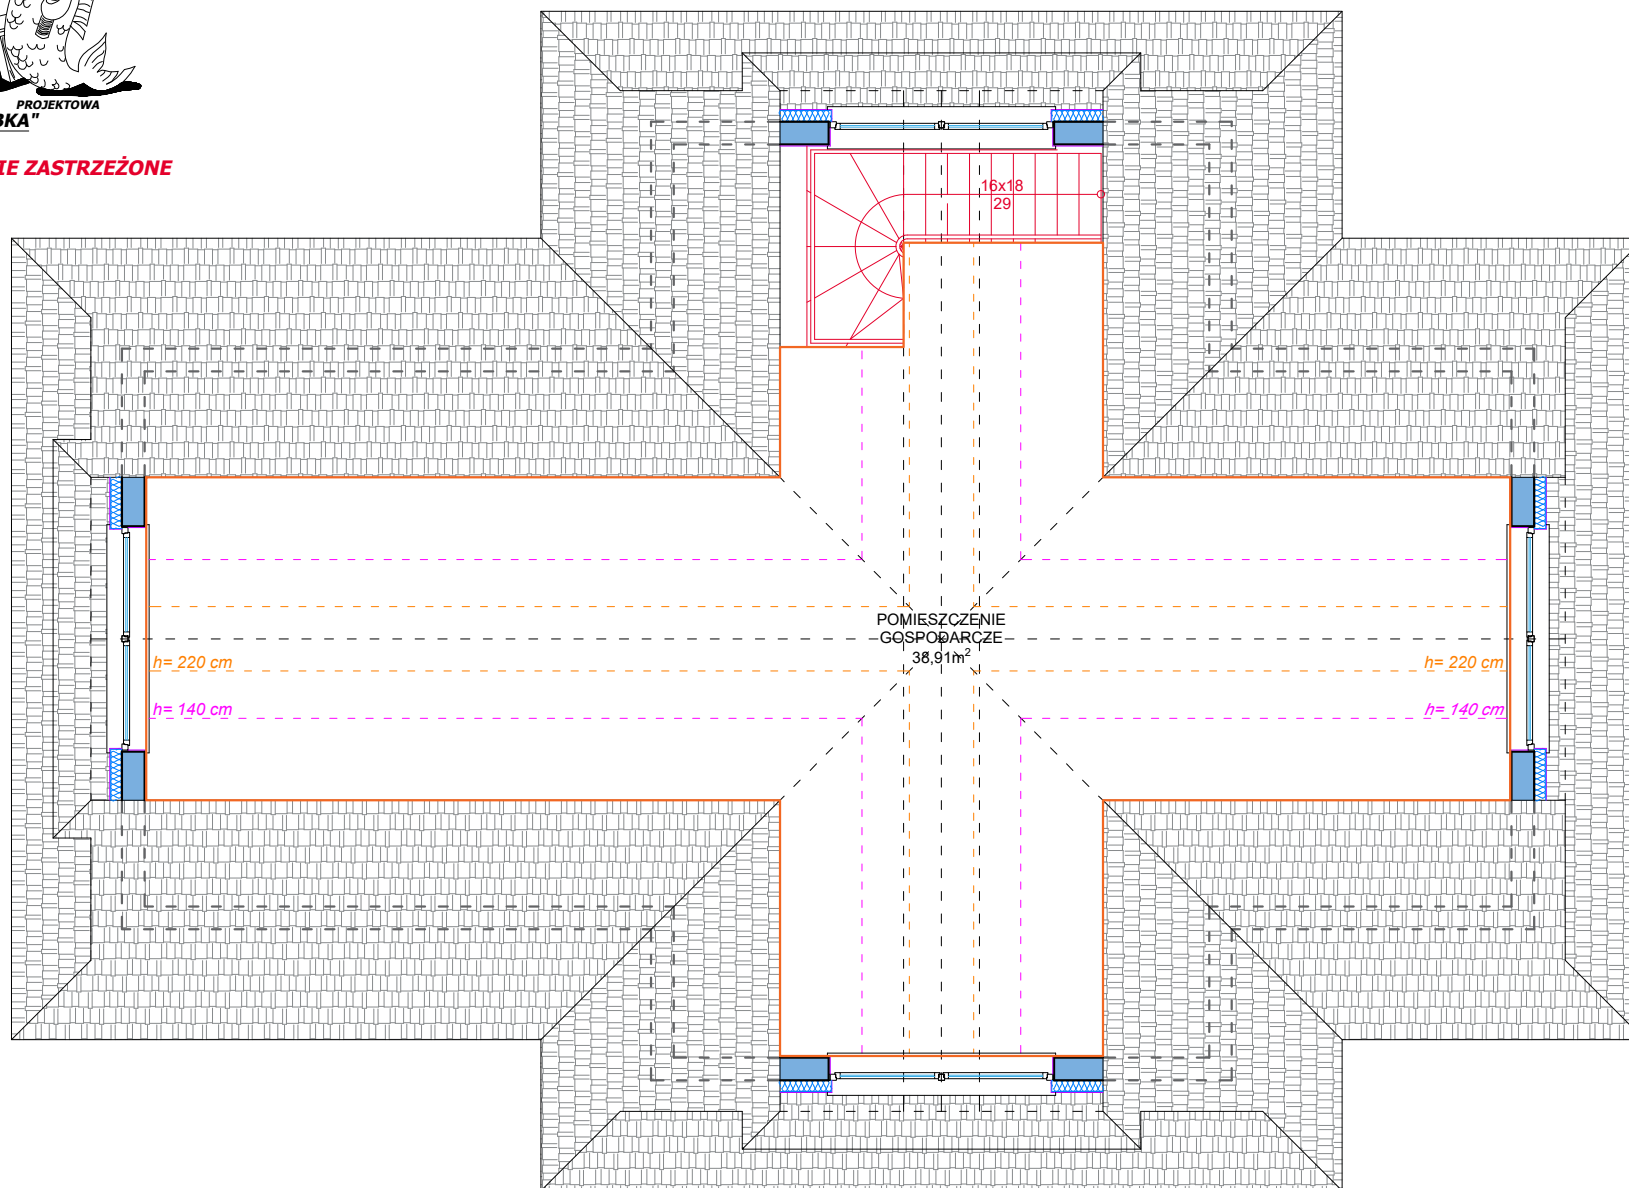 PROJEKTOWA
BKA"
IE ZASTRZEŻONE
16x18
29
POMIESZCZENIE
GOSPODARCZE
38,91m²
h= 220 cm
h= 220 cm
h= 140 cm
h= 140 cm